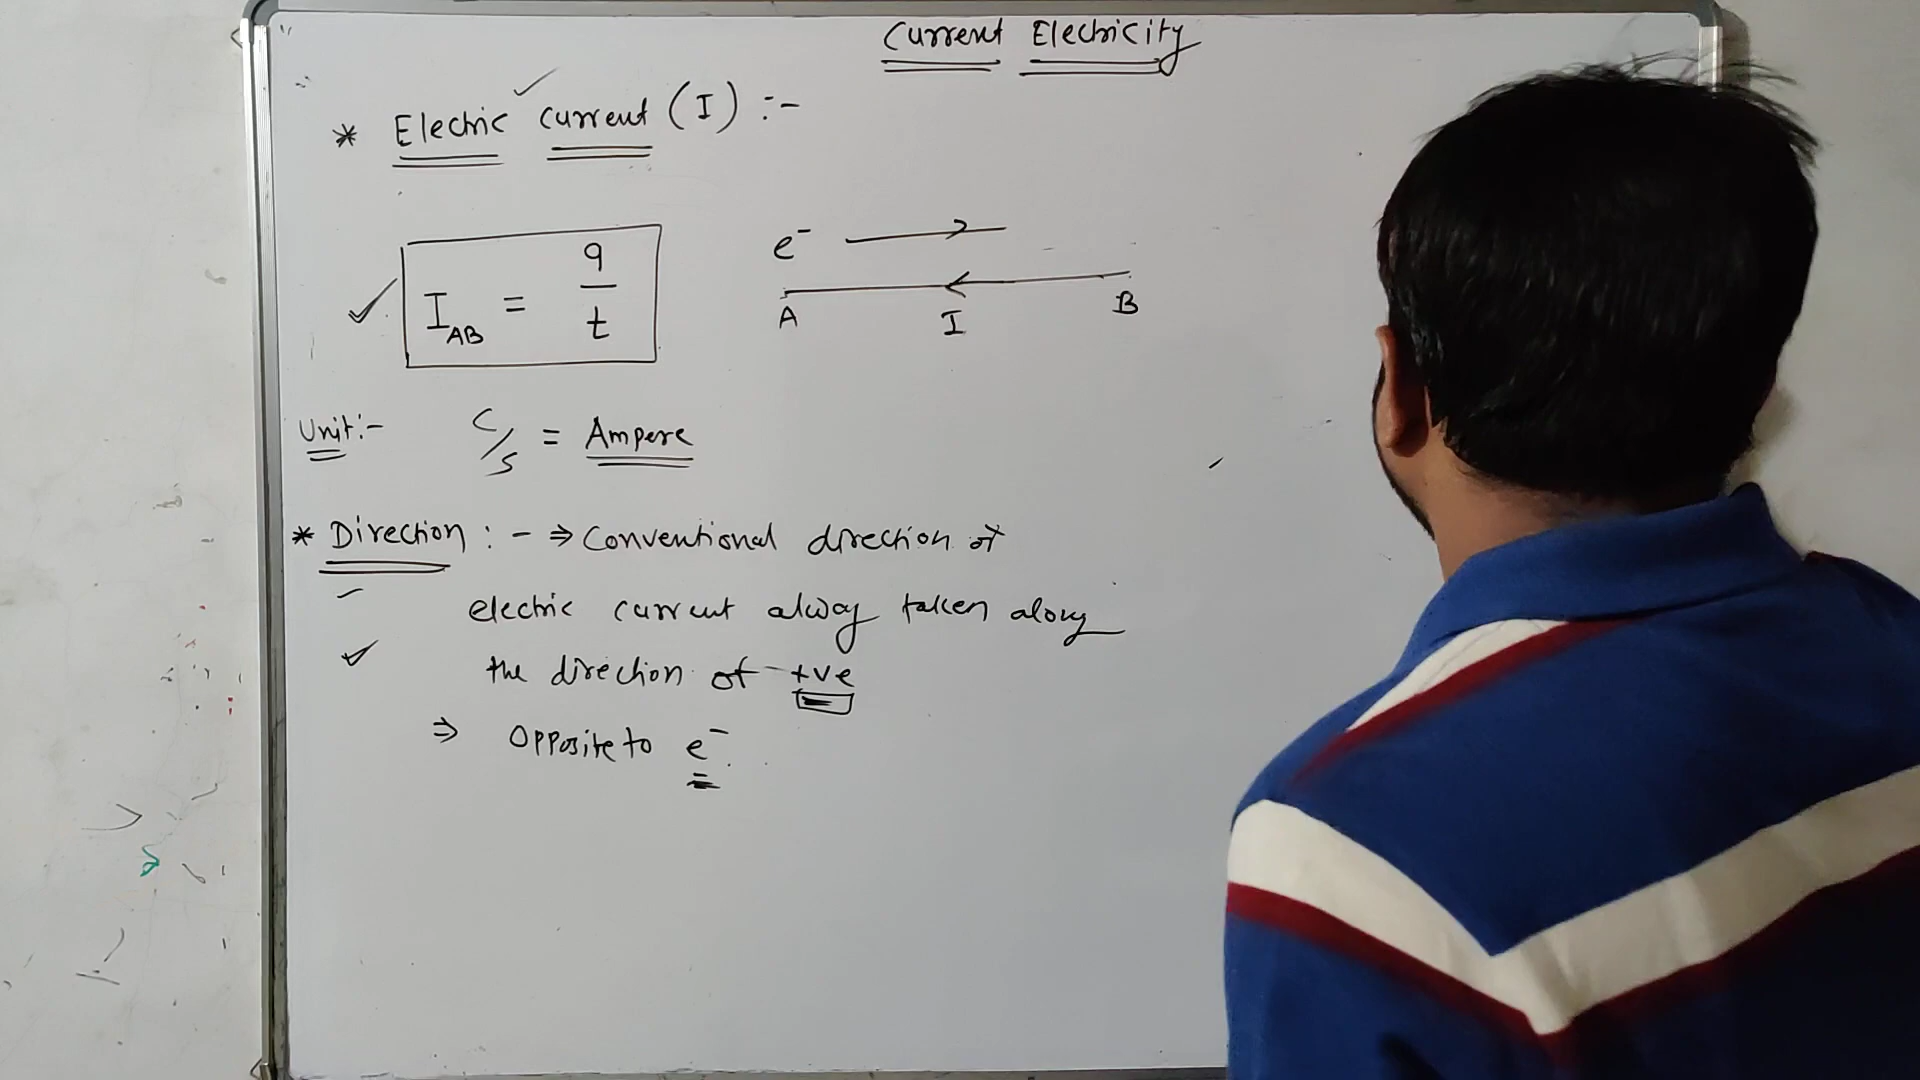 Current Electricity
* Electric current (I) :-
I_AB = q/t
e⁻
A I B
Unit:- C/s = Ampere
* Direction : - ⇒ Conventional direction of
electric current alway taken along
the direction of +ve
⇒ Opposite to e⁻.